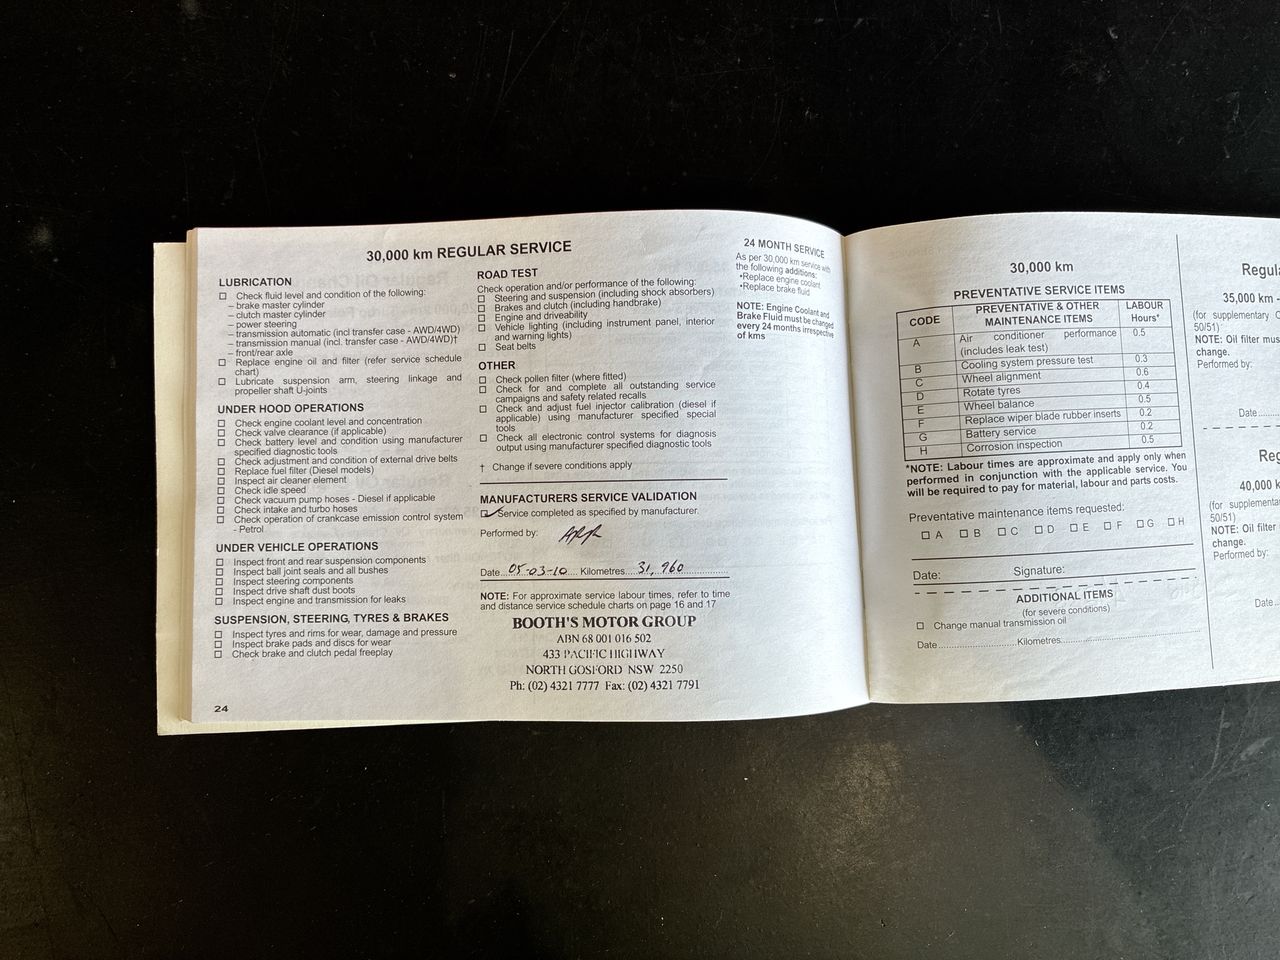 30,000 km REGULAR SERVICE
LUBRICATION
Check fluid level and condition of the following:
– brake master cylinder
– clutch master cylinder
– power steering
– transmission automatic (incl transfer case - AWD/4WD)
– transmission manual (incl. transfer case - AWD/4WD)†
– front/rear axle
Replace engine oil and filter (refer service schedule
chart)
Lubricate suspension arm, steering linkage and
propeller shaft U-joints
UNDER HOOD OPERATIONS
Check engine coolant level and concentration
Check valve clearance (if applicable)
Check battery level and condition using manufacturer
specified diagnostic tools
Check adjustment and condition of external drive belts
Replace fuel filter (Diesel models)
Inspect air cleaner element
Check idle speed
Check vacuum pump hoses - Diesel if applicable
Check intake and turbo hoses
Check operation of crankcase emission control system
- Petrol
UNDER VEHICLE OPERATIONS
Inspect front and rear suspension components
Inspect ball joint seals and all bushes
Inspect steering components
Inspect drive shaft dust boots
Inspect engine and transmission for leaks
SUSPENSION, STEERING, TYRES & BRAKES
Inspect tyres and rims for wear, damage and pressure
Inspect brake pads and discs for wear
Check brake and clutch pedal freeplay
24
ROAD TEST
Check operation and/or performance of the following:
Steering and suspension (including shock absorbers)
Brakes and clutch (including handbrake)
Engine and driveability
Vehicle lighting (including instrument panel, interior
and warning lights)
Seat belts
OTHER
Check pollen filter (where fitted)
Check for and complete all outstanding service
campaigns and safety related recalls
Check and adjust fuel injector calibration (diesel if
applicable) using manufacturer specified special
tools
Check all electronic control systems for diagnosis
output using manufacturer specified diagnostic tools
† Change if severe conditions apply
MANUFACTURERS SERVICE VALIDATION
Service completed as specified by manufacturer.
Performed by:
Date 05-03-10 Kilometres 31,960
NOTE: For approximate service labour times, refer to time
and distance service schedule charts on page 16 and 17
BOOTH'S MOTOR GROUP
ABN 68 001 016 502
433 PACIFIC HIGHWAY
NORTH GOSFORD NSW 2250
Ph: (02) 4321 7777 Fax: (02) 4321 7791
24 MONTH SERVICE
As per 30,000 km service with
the following additions:
•Replace engine coolant
•Replace brake fluid
NOTE: Engine Coolant and
Brake Fluid must be changed
every 24 months irrespective
of kms
30,000 km
PREVENTATIVE SERVICE ITEMS
CODE PREVENTATIVE & OTHER MAINTENANCE ITEMS LABOUR Hours*
A Air conditioner performance (includes leak test) 0.5
B Cooling system pressure test 0.3
C Wheel alignment 0.6
D Rotate tyres 0.4
E Wheel balance 0.5
F Replace wiper blade rubber inserts 0.2
G Battery service 0.2
H Corrosion inspection 0.5
*NOTE: Labour times are approximate and apply only when
performed in conjunction with the applicable service. You
will be required to pay for material, labour and parts costs.
Preventative maintenance items requested:
A B C D E F G H
Date: Signature:
ADDITIONAL ITEMS
(for severe conditions)
Change manual transmission oil
Date Kilometres
35,000 km -
(for supplementary
50/51)
NOTE: Oil filter
change.
Performed by:
Date
40,000
50/51)
NOTE: Oil filter
change.
Performed by:
Date